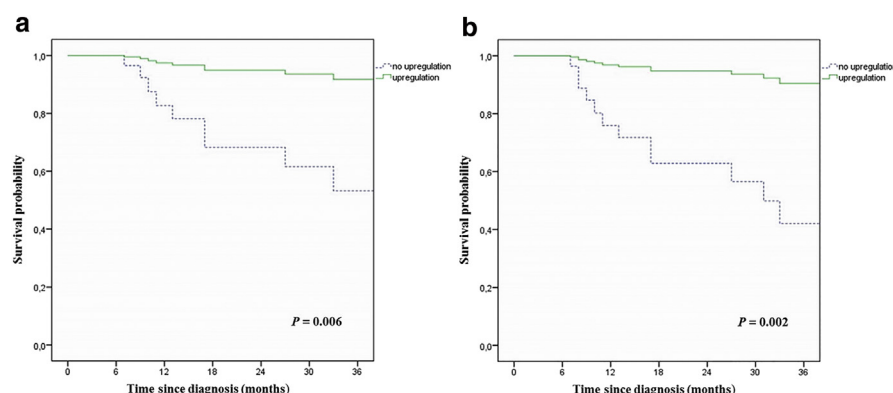 a
1,0
0,8
0,6
0,4
0,2
0,0
Survival probability
0 6 12 18 24 30 36
Time since diagnosis (months)
no upregulation
upregulation
P = 0.006
b
1,0
0,8
0,6
0,4
0,2
0,0
Survival probability
0 6 12 18 24 30 36
Time since diagnosis (months)
no upregulatio
upregulation
P = 0.002